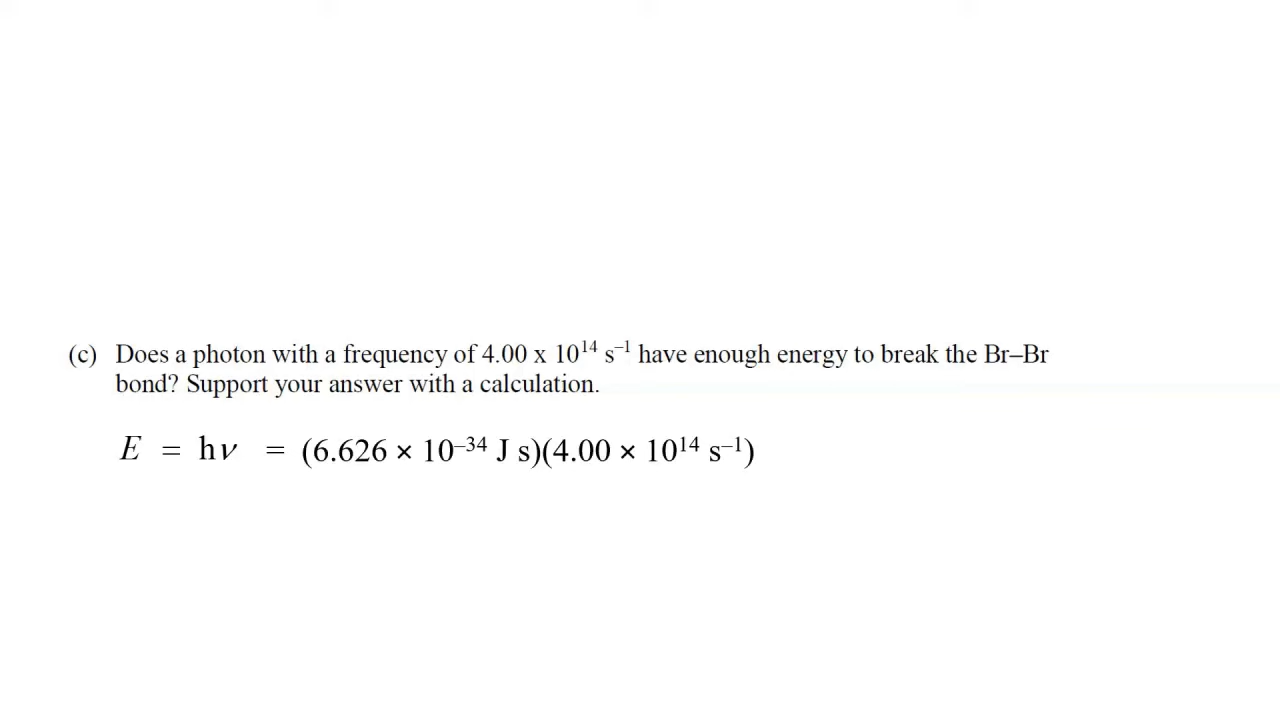 (c) Does a photon with a frequency of 4.00 x 10¹⁴ s⁻¹ have enough energy to break the Br–Br
bond? Support your answer with a calculation.
E = hν = (6.626 × 10⁻³⁴ J s)(4.00 × 10¹⁴ s⁻¹)